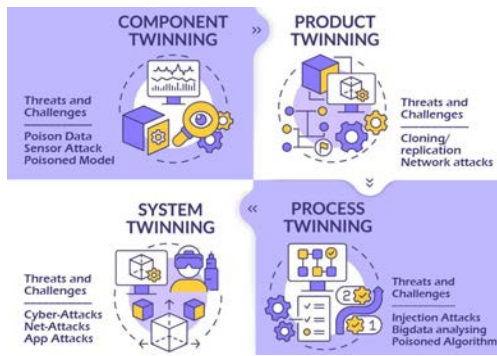 COMPONENT
TWINNING
Threats and
Challenges
Poison Data
Sensor Attack
Poisoned Model
»
PRODUCT
TWINNING
Threats and
Challenges
Cloning/
replication
Network attacks
SYSTEM
TWINNING
Threats and
Challenges
Cyber-Attacks
Net-Attacks
App Attacks
«
PROCESS
TWINNING
2
1
Threats and
Challenges
Injection Attacks
Bigdata analysing
Poisoned Algorithm